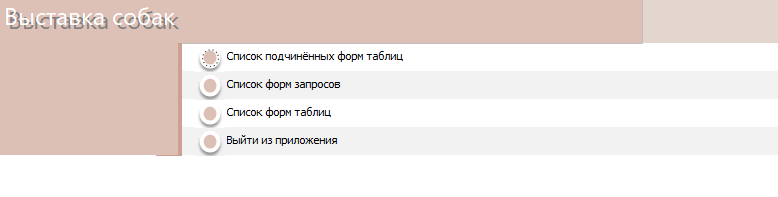 Выставка собак
Список подчинённых форм таблиц
Список форм запросов
Список форм таблиц
Выйти из приложения